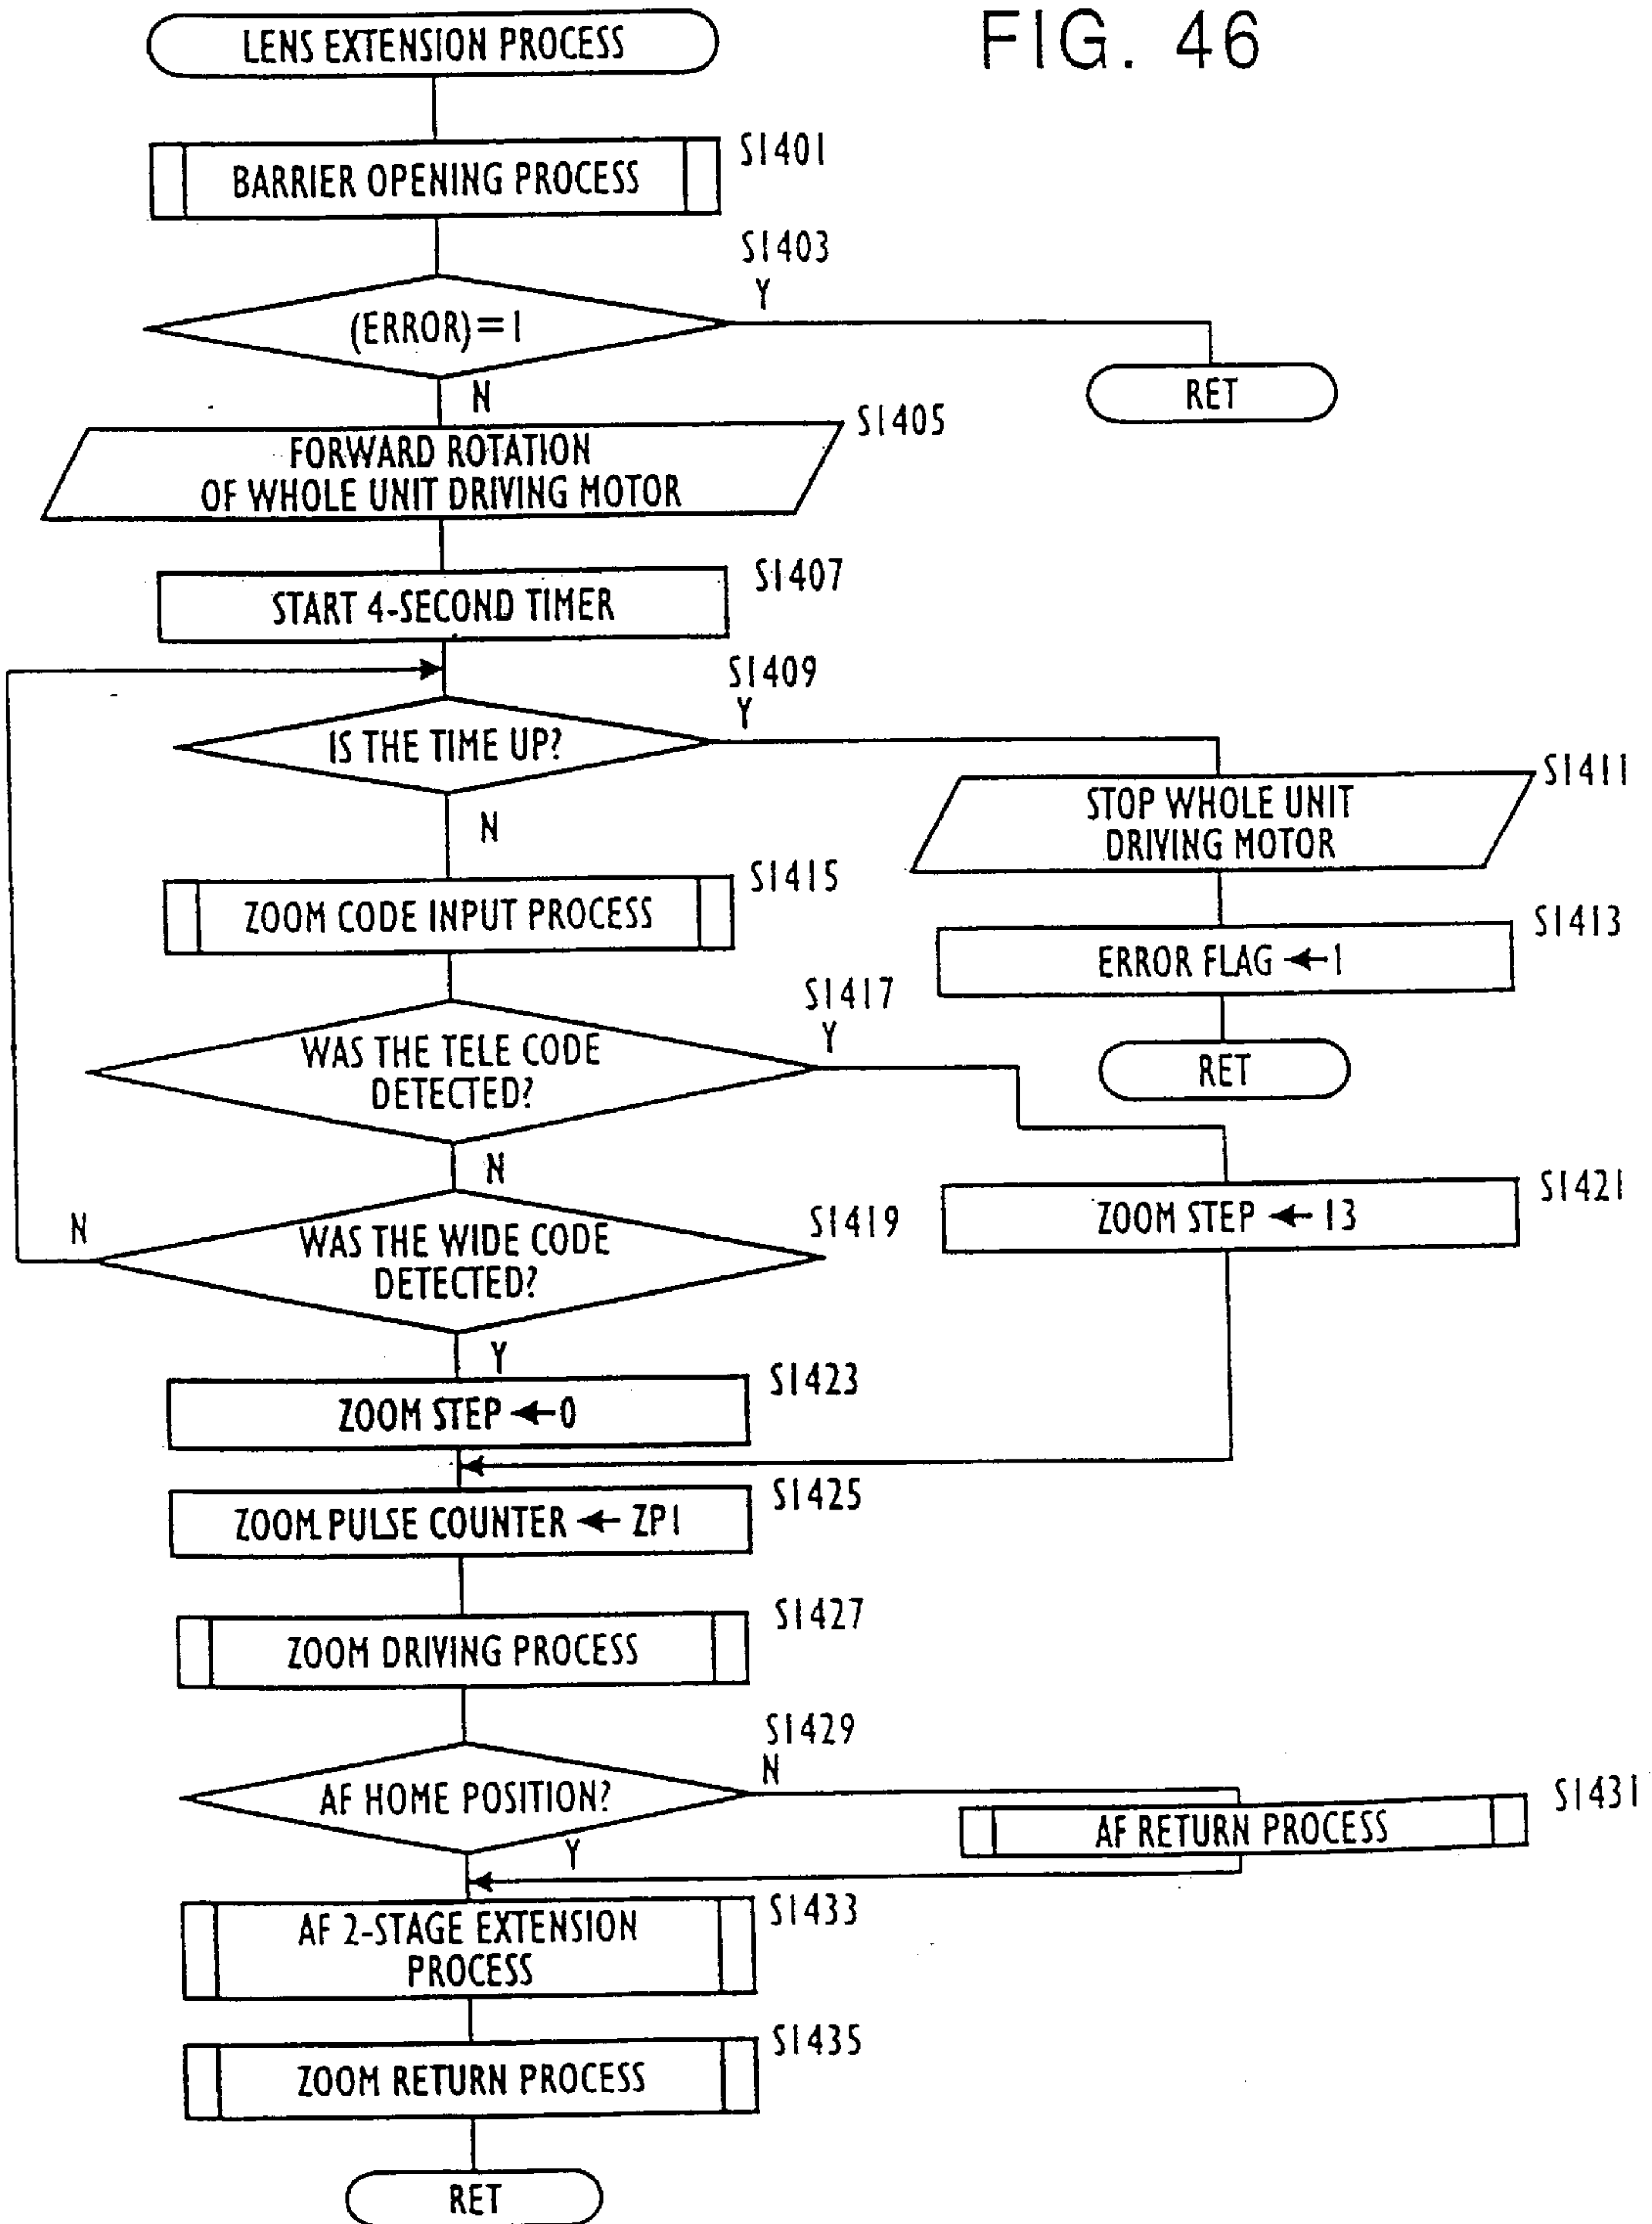 FIG. 46
LENS EXTENSION PROCESS
S1401
BARRIER OPENING PROCESS
S1403
Y
(ERROR)=1
N
RET
S1405
FORWARD ROTATION
OF WHOLE UNIT DRIVING MOTOR
S1407
START 4-SECOND TIMER
S1409
Y
IS THE TIME UP?
N
S1411
STOP WHOLE UNIT
DRIVING MOTOR
S1413
ERROR FLAG ←1
RET
S1415
ZOOM CODE INPUT PROCESS
S1417
Y
WAS THE TELE CODE
DETECTED?
N
S1421
ZOOM STEP ← 13
S1419
N
WAS THE WIDE CODE
DETECTED?
Y
S1423
ZOOM STEP ←0
S1425
ZOOM PULSE COUNTER ← ZP1
S1427
ZOOM DRIVING PROCESS
S1429
N
AF HOME POSITION?
Y
S1431
AF RETURN PROCESS
S1433
AF 2-STAGE EXTENSION
PROCESS
S1435
ZOOM RETURN PROCESS
RET